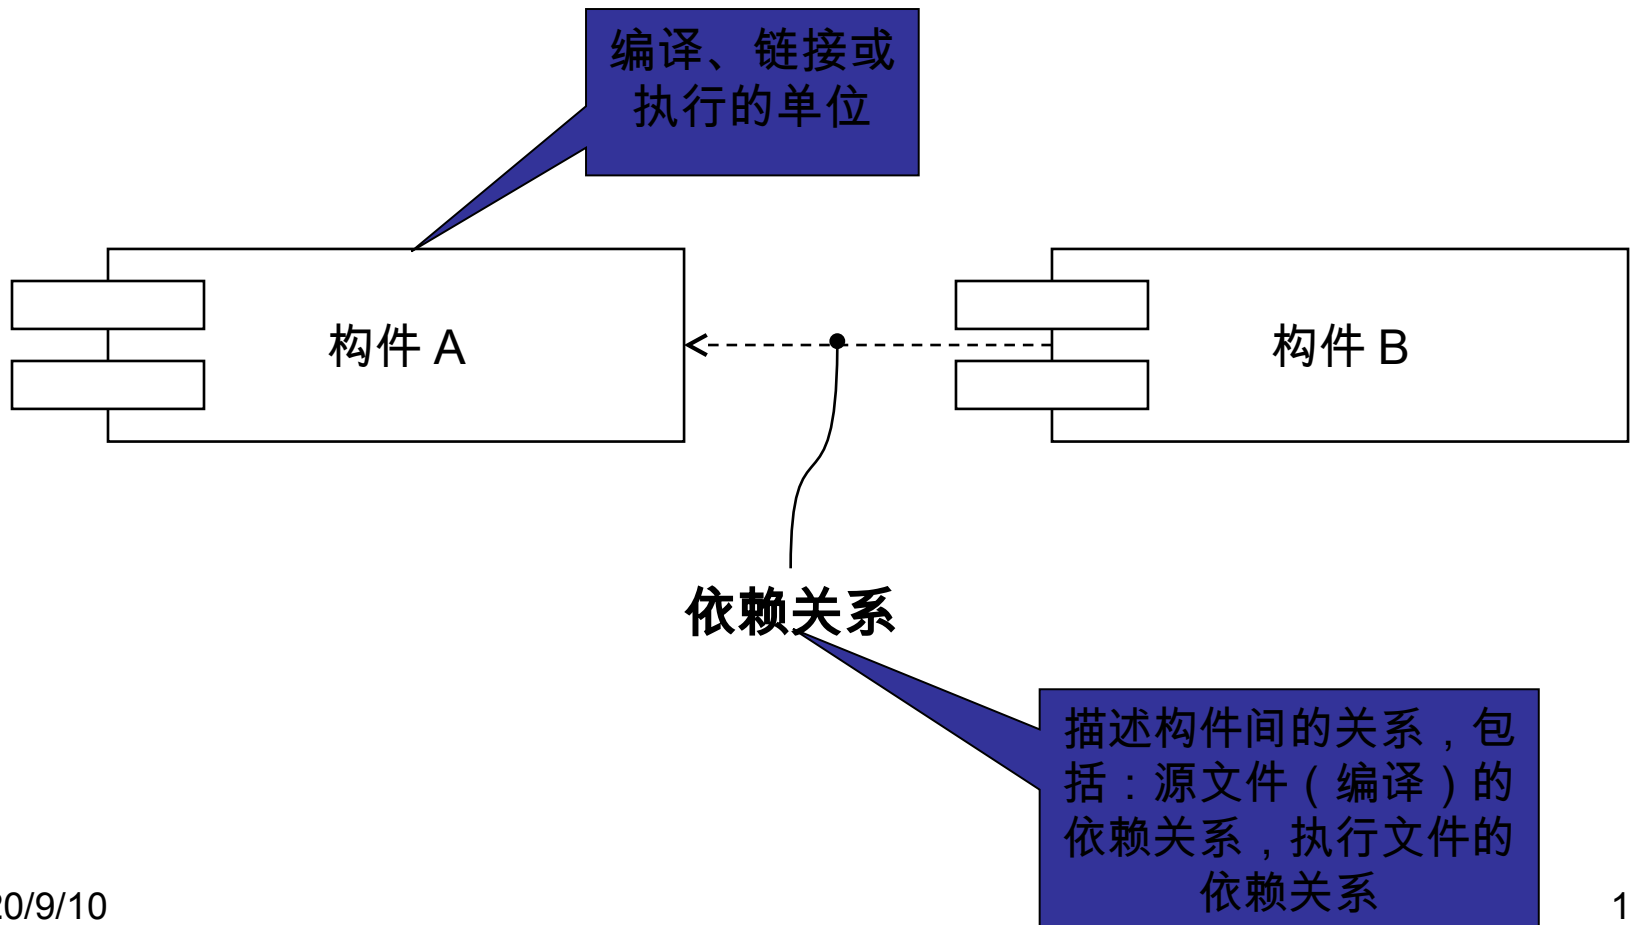 编译、链接或
执行的单位
构件 A
构件 B
依赖关系
描述构件间的关系，包
括：源文件（编译）的
依赖关系，执行文件的
依赖关系
20/9/10
1